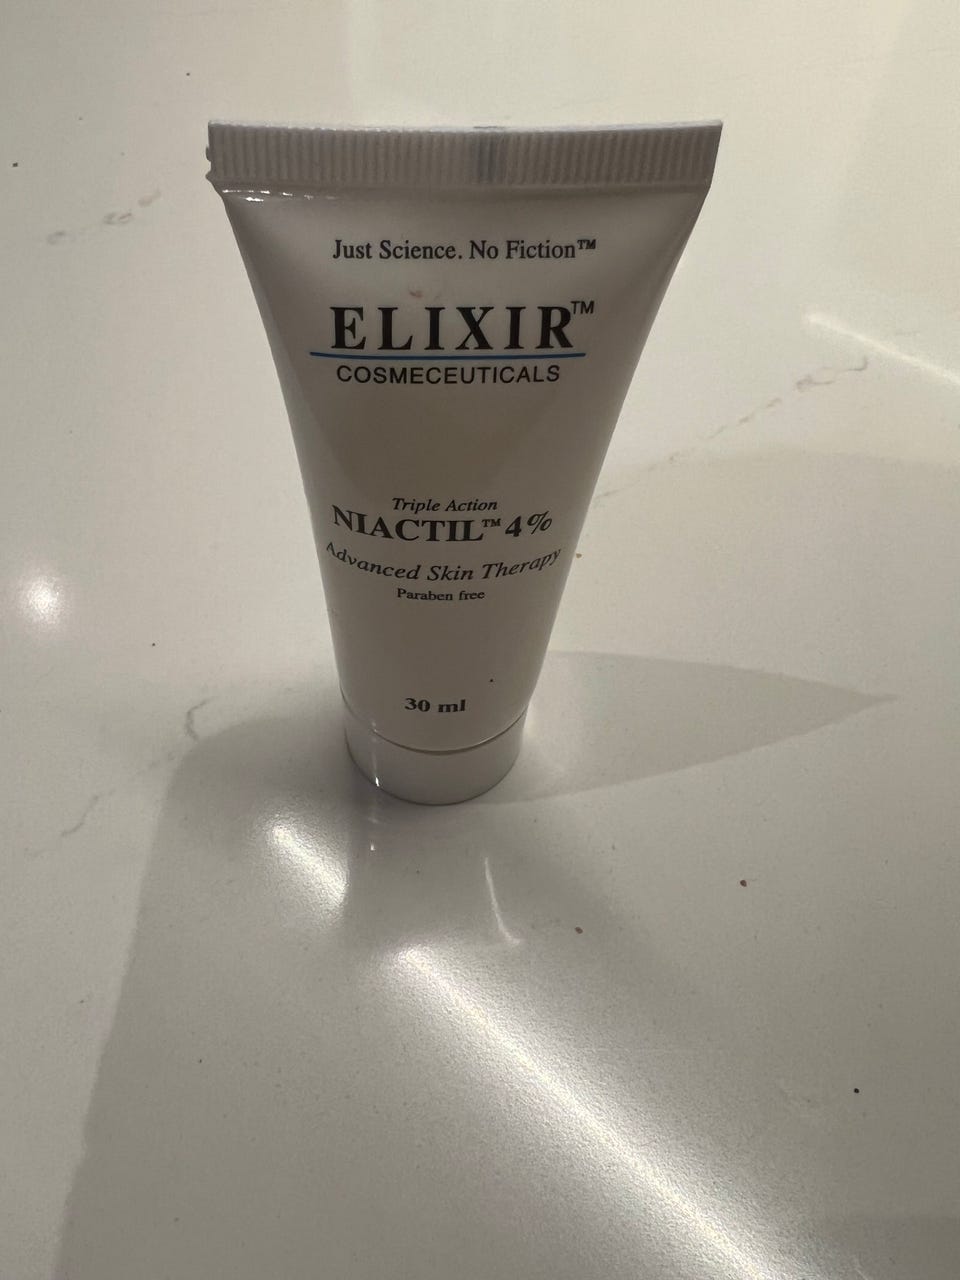 Just Science. No Fiction™
ELIXIR™
COSMECEUTICALS
Triple Action
NIACTIL™ 4%
Advanced Skin Therapy
Paraben free
30 ml